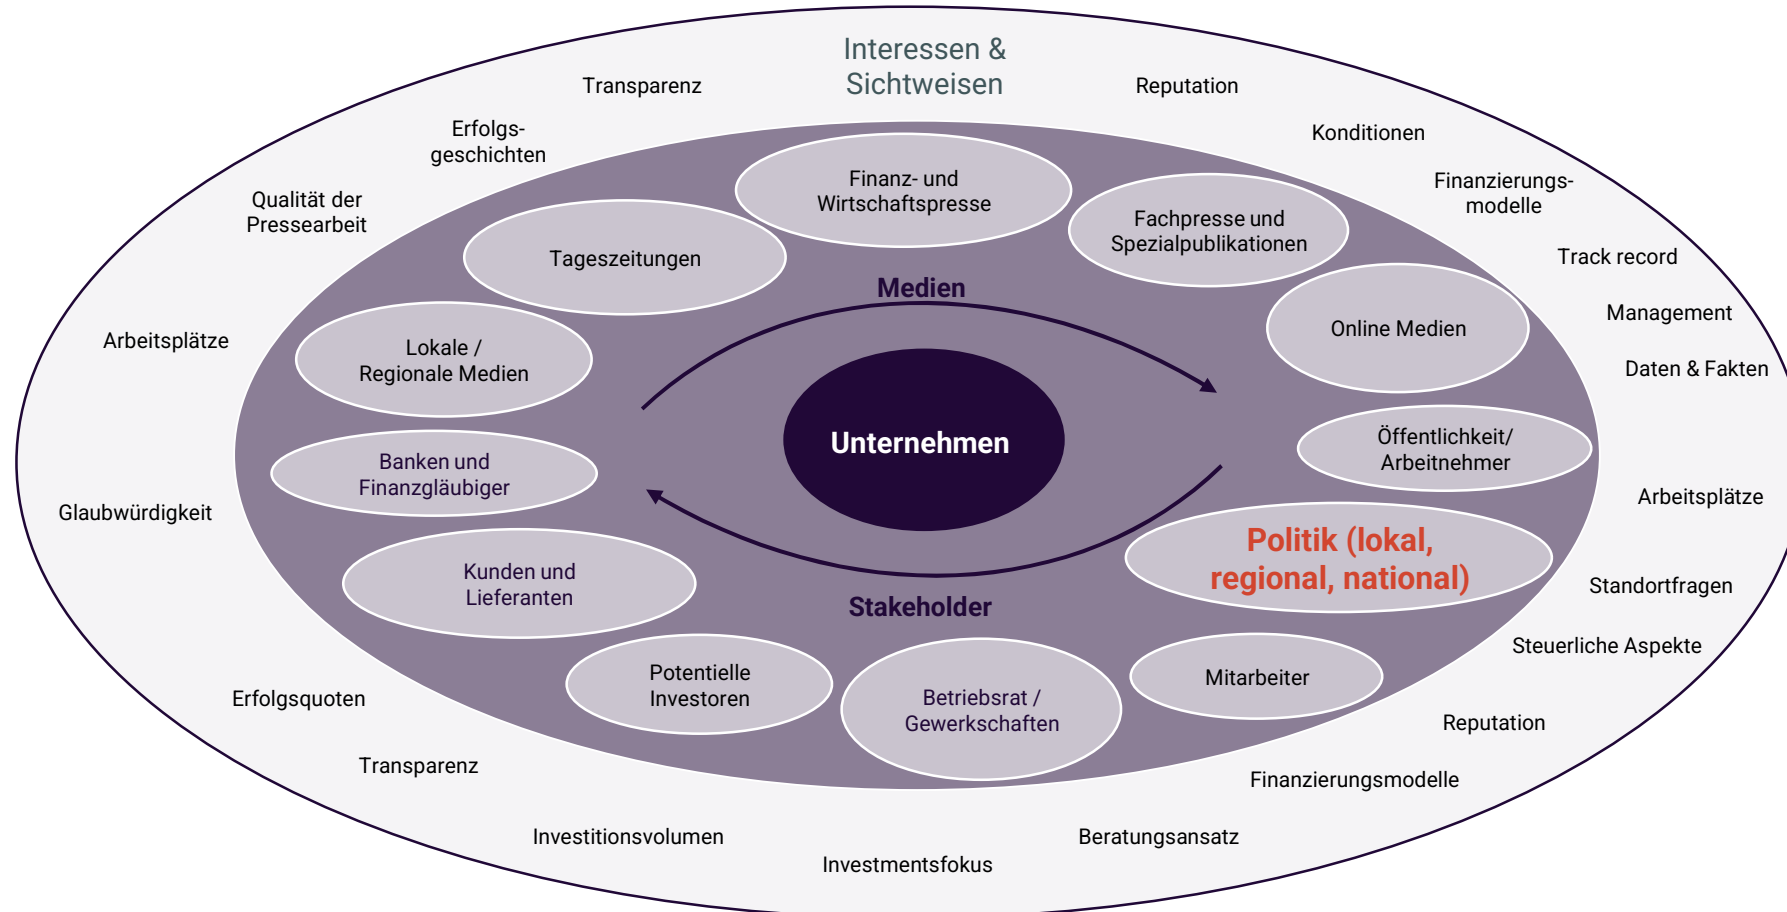 Interessen &
Sichtweisen
Transparenz
Reputation
Erfolgs-
geschichten
Konditionen
Qualität der
Pressearbeit
Finanzierungs-
modelle
Track record
Management
Arbeitsplätze
Daten & Fakten
Glaubwürdigkeit
Arbeitsplätze
Standortfragen
Steuerliche Aspekte
Erfolgsquoten
Reputation
Transparenz
Finanzierungsmodelle
Investitionsvolumen
Beratungsansatz
Investmentsfokus
Finanz- und
Wirtschaftspresse
Fachpresse und
Spezialpublikationen
Tageszeitungen
Medien
Online Medien
Lokale /
Regionale Medien
Unternehmen
Öffentlichkeit/
Arbeitnehmer
Banken und
Finanzgläubiger
Politik (lokal,
regional, national)
Kunden und
Lieferanten
Stakeholder
Potentielle
Investoren
Betriebsrat /
Gewerkschaften
Mitarbeiter